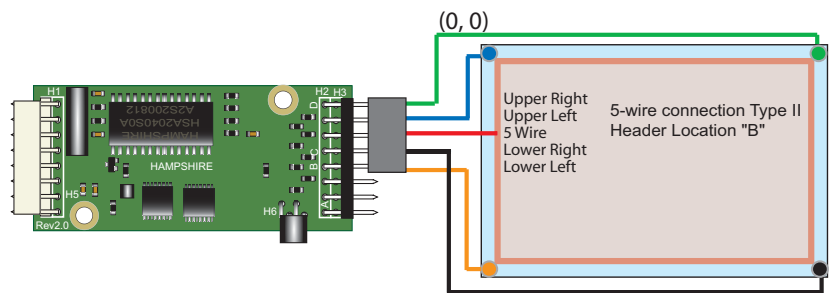 (0, 0)
H1
H2 H3
D
HAMPSHIRE
HSA2040S0A
A2S200812
HAMPSHIRE
C
B
A
H5
H6
Rev2.0
Upper Right
Upper Left
5 Wire
Lower Right
Lower Left
5-wire connection Type II
Header Location "B"